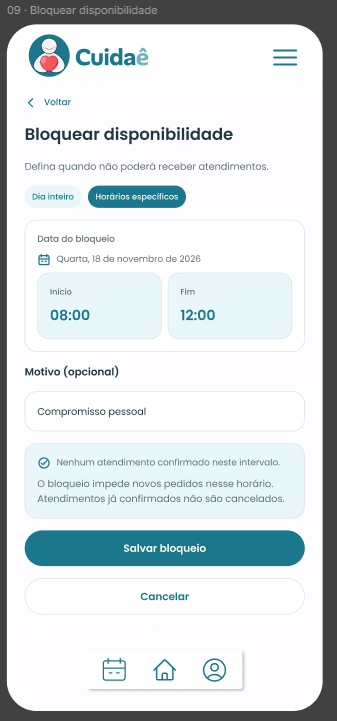 09 - Bloquear disponibilidade
Cuidaê
Voltar
Bloquear disponibilidade
Defina quando não poderá receber atendimentos.
Dia inteiro
Horários específicos
Data do bloqueio
Quarta, 18 de novembro de 2026
Início
Fim
08:00
12:00
Motivo (opcional)
Compromisso pessoal
Nenhum atendimento confirmado neste intervalo.
O bloqueio impede novos pedidos nesse horário.
Atendimentos já confirmados não são cancelados.
Salvar bloqueio
Cancelar